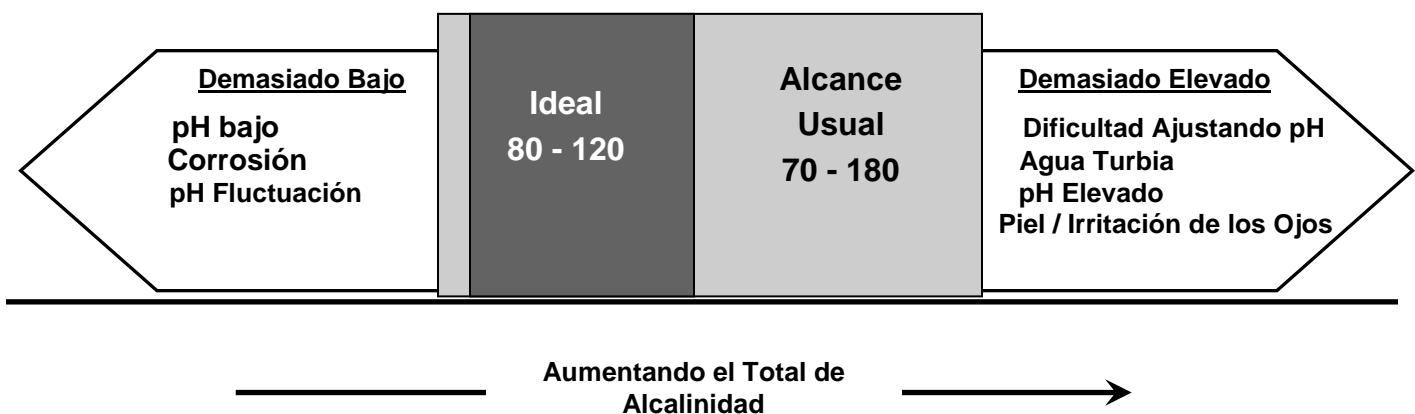 Demasiado Bajo
pH bajo
Corrosión
pH Fluctuación
Ideal
80 - 120
Alcance
Usual
70 - 180
Demasiado Elevado
Dificultad Ajustando pH
Agua Turbia
pH Elevado
Piel / Irritación de los Ojos
Aumentando el Total de
Alcalinidad